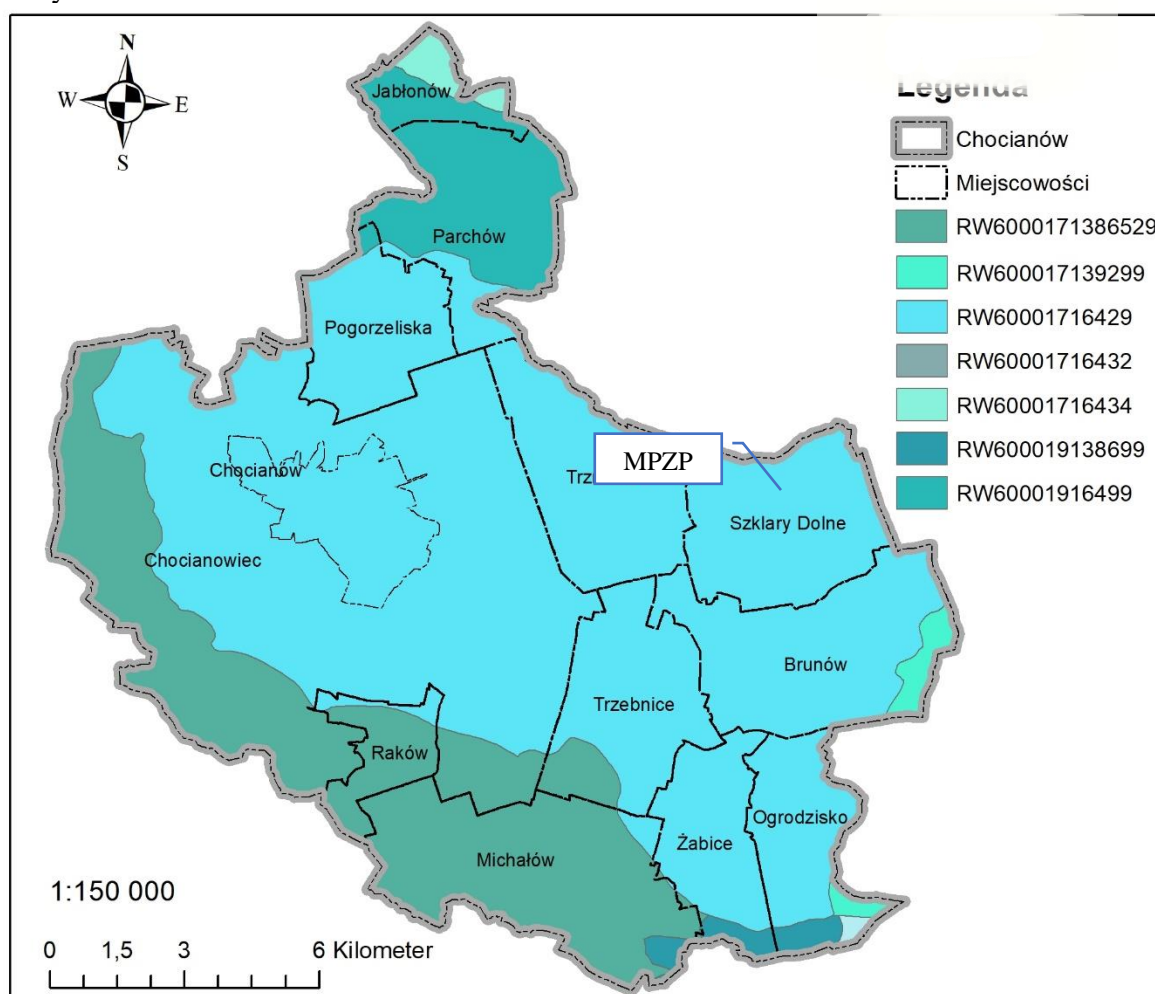 N
W
E
S
Legenda
Chocianów
Miejscowości
RW6000171386529
RW600017139299
RW60001716429
RW60001716432
RW60001716434
RW600019138699
RW60001916499
Jabłonów
Parchów
Pogorzeliska
Chocianów
MPZP
Szklary Dolne
Chocianowiec
Brunów
Trzebnice
Raków
Ogrodzisko
Żabice
Michałów
1:150 000
0 1,5 3 6 Kilometer